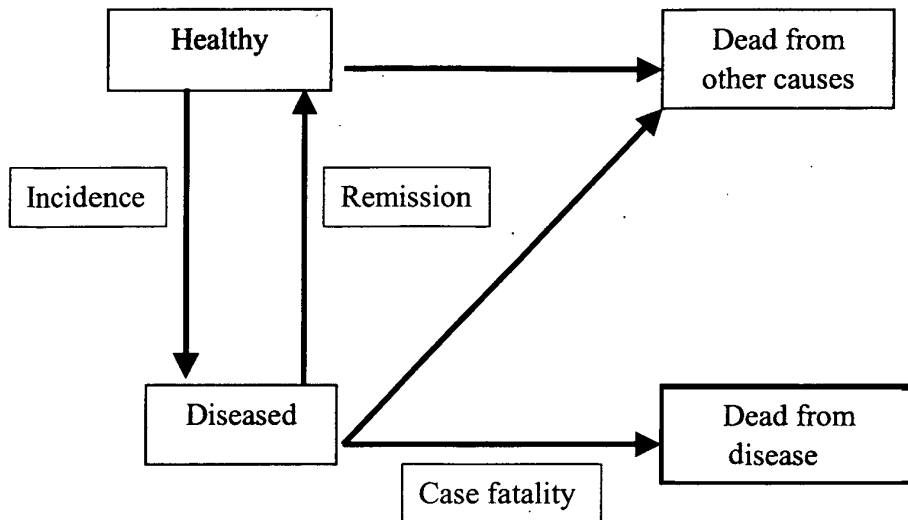 Healthy
Dead from
other causes
Incidence
Remission
Diseased
Dead from
disease
Case fatality